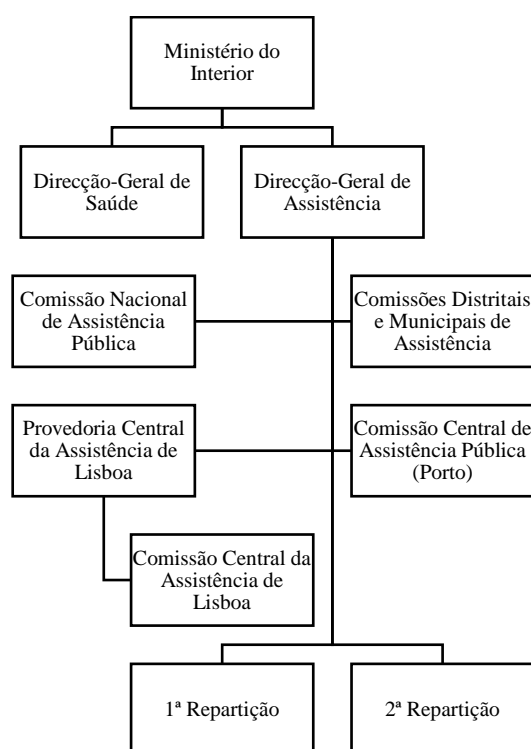 Ministério do
Interior
Direcção-Geral de
Saúde
Direcção-Geral de
Assistência
Comissão Nacional
de Assistência
Pública
Comissões Distritais
e Municipais de
Assistência
Provedoria Central
da Assistência de
Lisboa
Comissão Central de
Assistência Pública
(Porto)
Comissão Central da
Assistência de
Lisboa
1ª Repartição
2ª Repartição